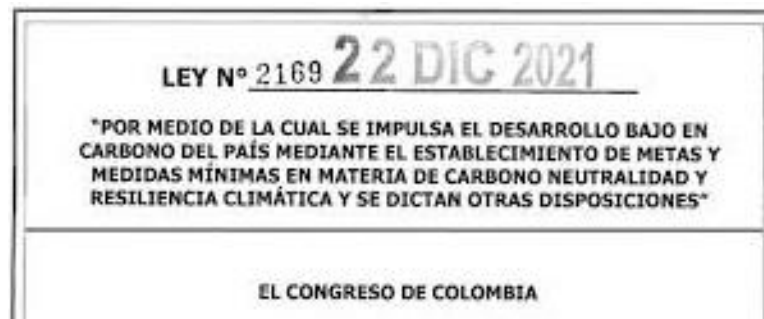 LEY Nº 2169 22 DIC 2021
"POR MEDIO DE LA CUAL SE IMPULSA EL DESARROLLO BAJO EN
CARBONO DEL PAÍS MEDIANTE EL ESTABLECIMIENTO DE METAS Y
MEDIDAS MÍNIMAS EN MATERIA DE CARBONO NEUTRALIDAD Y
RESILIENCIA CLIMÁTICA Y SE DICTAN OTRAS DISPOSICIONES"
EL CONGRESO DE COLOMBIA